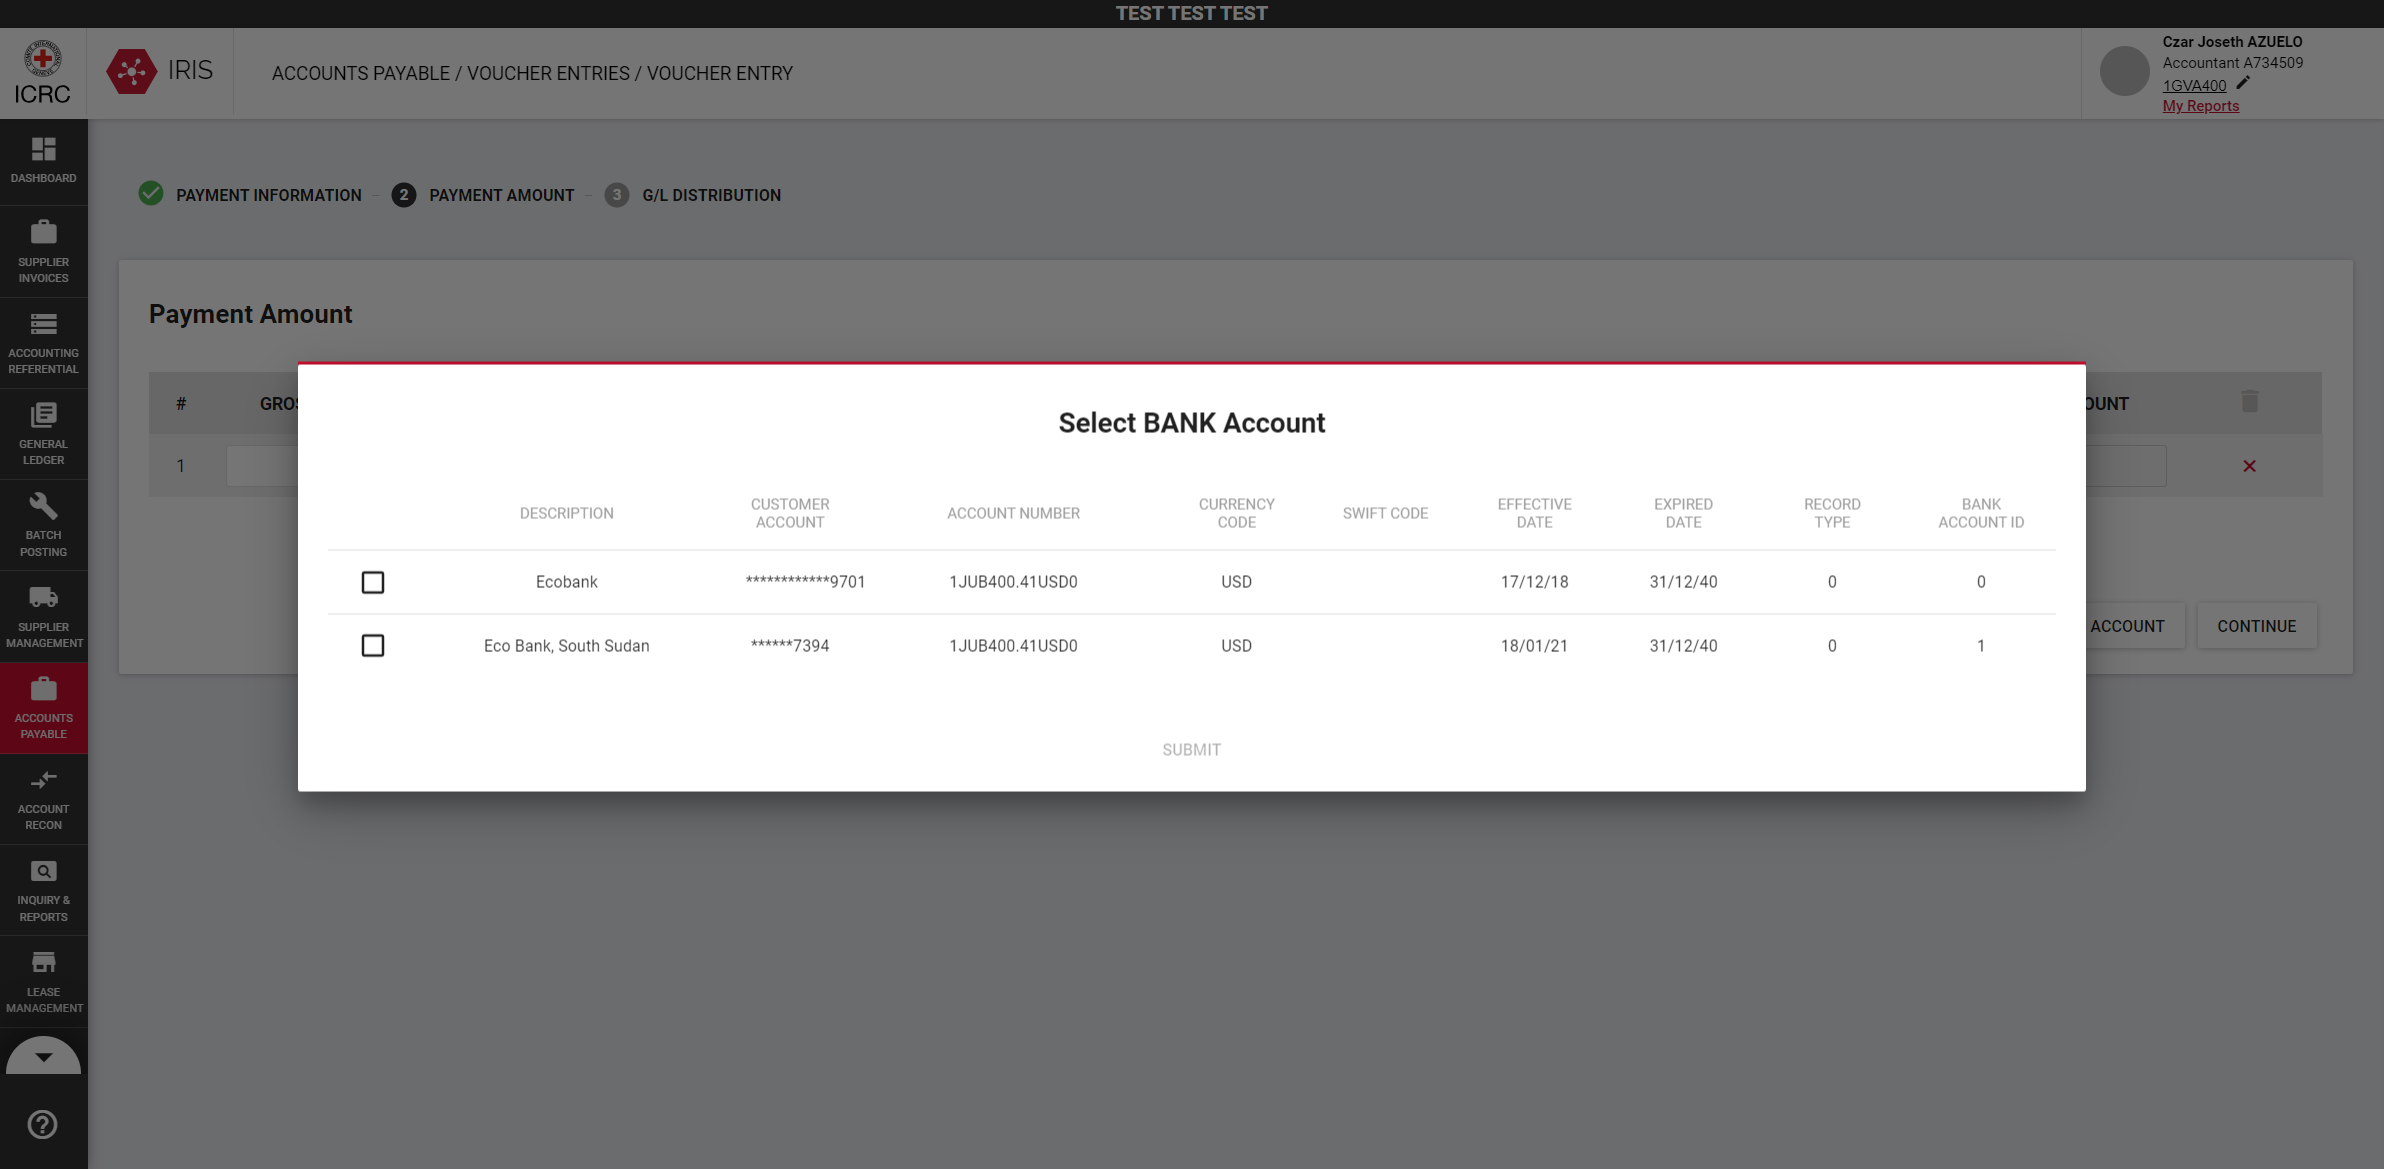 TEST TEST TEST
ICRC
IRIS
ACCOUNTS PAYABLE / VOUCHER ENTRIES / VOUCHER ENTRY
Czar Joseth AZUELO
Accountant A734509
1GVA400
My Reports
DASHBOARD
SUPPLIER
INVOICES
ACCOUNTING
REFERENTIAL
GENERAL
LEDGER
BATCH
POSTING
SUPPLIER
MANAGEMENT
ACCOUNTS
PAYABLE
ACCOUNT
RECON
INQUIRY &
REPORTS
LEASE
MANAGEMENT
PAYMENT INFORMATION - 2 PAYMENT AMOUNT - 3 G/L DISTRIBUTION
Payment Amount
# GROS OUNT
1
Select BANK Account
DESCRIPTION CUSTOMER ACCOUNT ACCOUNT NUMBER CURRENCY CODE SWIFT CODE EFFECTIVE DATE EXPIRED DATE RECORD TYPE BANK ACCOUNT ID
Ecobank ************9701 1JUB400.41USD0 USD 17/12/18 31/12/40 0 0
Eco Bank, South Sudan ******7394 1JUB400.41USD0 USD 18/01/21 31/12/40 0 1
SUBMIT
ACCOUNT CONTINUE